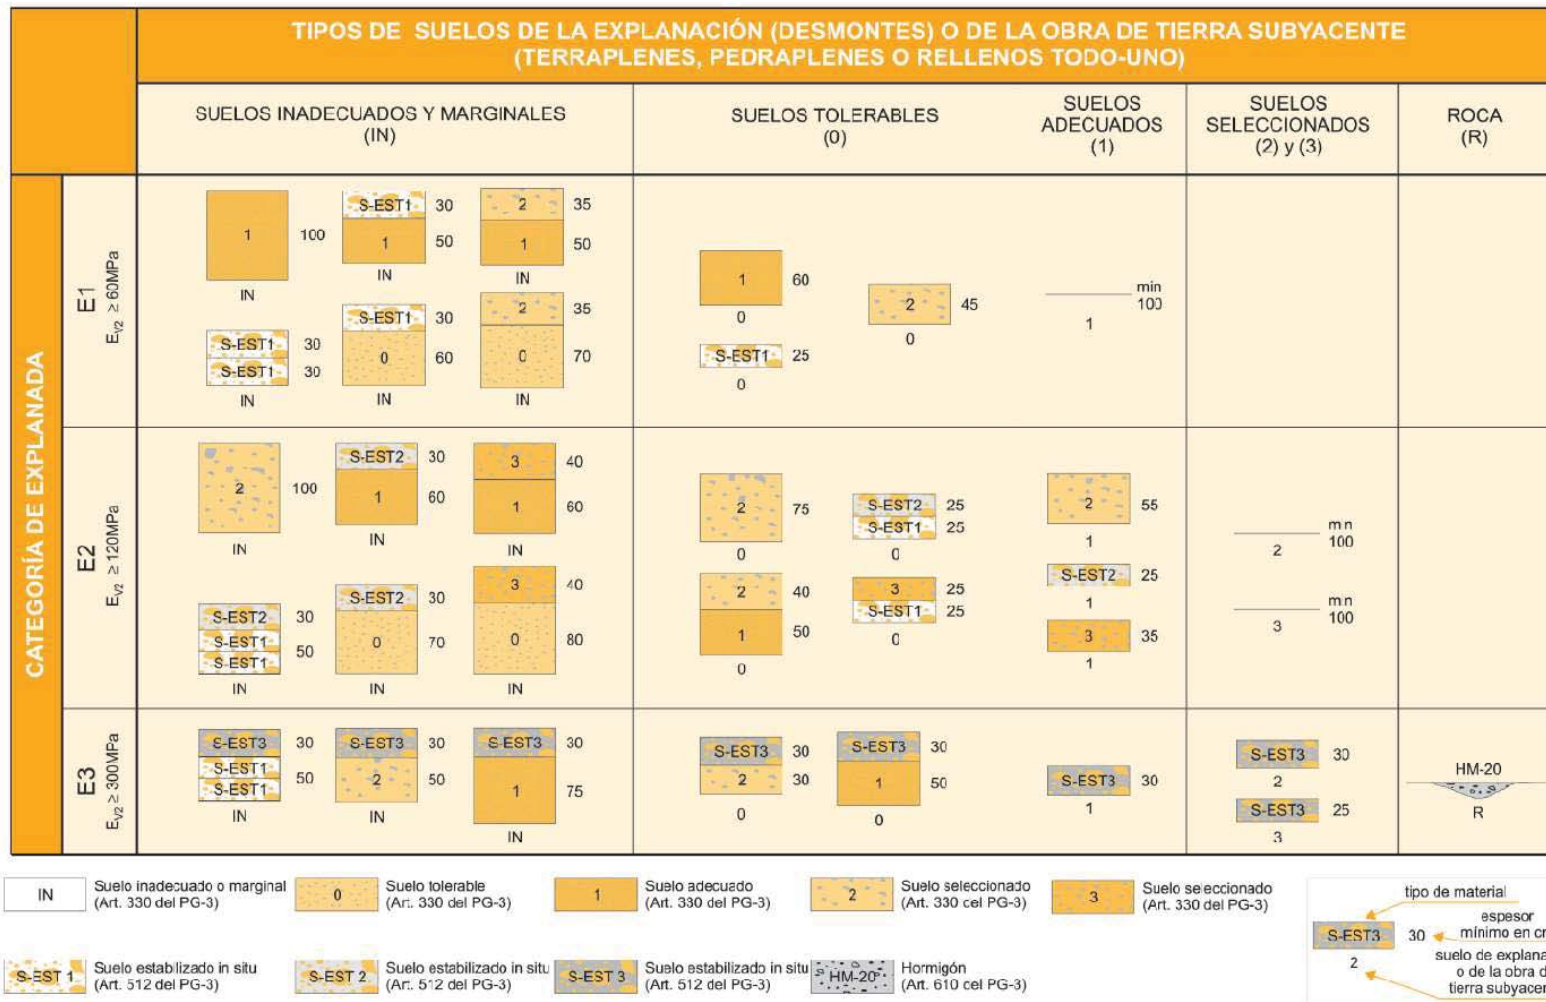 TIPOS DE SUELOS DE LA EXPLANACIÓN (DESMONTES) O DE LA OBRA DE TIERRA SUBYACENTE
(TERRAPLENES, PEDRAPLENES O RELLENOS TODO-UNO)
SUELOS INADECUADOS Y MARGINALES
(IN)
SUELOS TOLERABLES
(0)
SUELOS
ADECUADOS
(1)
SUELOS
SELECCIONADOS
(2) y (3)
ROCA
(R)
CATEGORÍA DE EXPLANADA
E1
EV2 ≥ 60MPa
1 100
IN
S-EST1 30
1 50
IN
2 35
1 50
IN
S-EST1 30
S-EST1 30
IN
S-EST1 30
0 60
IN
2 35
0 70
IN
1 60
0
2 45
0
S-EST1 25
0
min
100
1
E2
EV2 ≥ 120MPa
2 100
IN
S-EST2 30
1 60
IN
3 40
1 60
IN
S-EST2 30
S-EST1 50
S-EST1
IN
S-EST2 30
0 70
IN
3 40
0 80
IN
2 75
0
S-EST2 25
S-EST1 25
0
2 40
1 50
0
3 25
S-EST1 25
0
2 55
1
S-EST2 25
1
3 35
1
m n
100
2
m n
100
3
E3
EV2 ≥ 300MPa
S-EST3 30
S-EST1 50
S-EST1
IN
S-EST3 30
2 50
IN
S-EST3 30
1 75
IN
S-EST3 30
2 30
0
S-EST3 30
1 50
0
S-EST3 30
1
S-EST3 30
2
S-EST3 25
3
HM-20
R
IN
Suelo inadecuado o marginal
(Art. 330 del PG-3)
0
Suelo tolerable
(Art. 330 del PG-3)
1
Suelo adecuado
(Art. 330 del PG-3)
2
Suelo seleccionado
(Art. 330 cel PG-3)
3
Suelo seleccionado
(Art. 330 del PG-3)
S-EST 1
Suelo estabilizado in situ
(Art. 512 del PG-3)
S-EST 2
Suelo estabilizado in situ
(Art. 512 del PG-3)
S-EST 3
Suelo estabilizado in situ
(Art. 512 del PG-3)
HM-20
Hormigón
(Art. 610 cel PG-3)
tipo de material
espesor
mínimo en cm
S-EST3 30
2
suelo de explana
o de la obra d
tierra subyacen